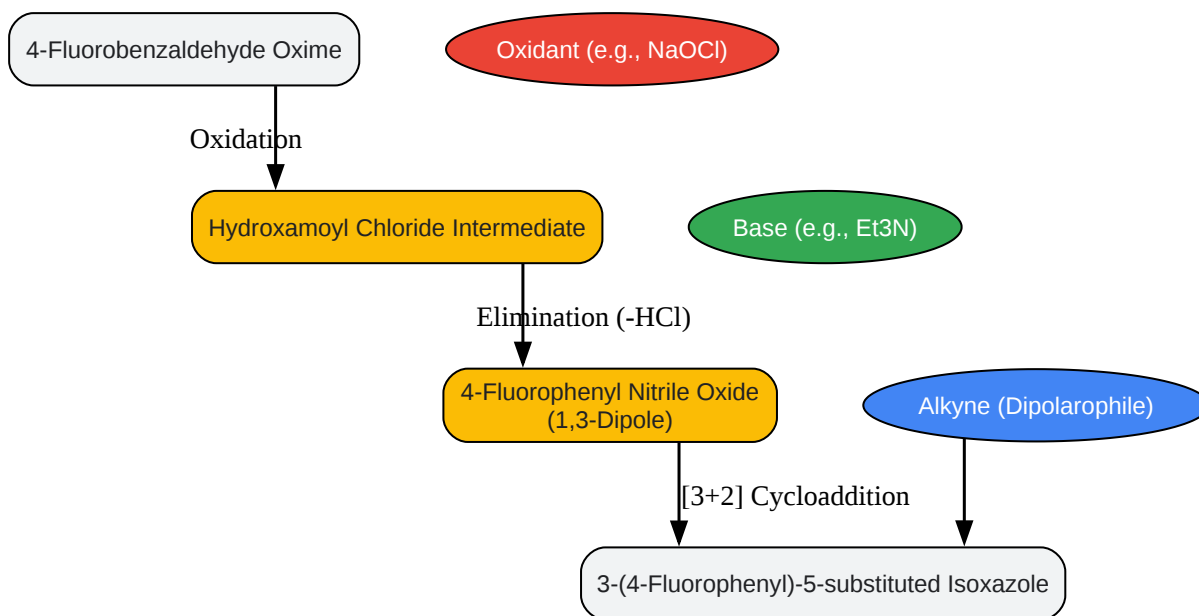 4-Fluorobenzaldehyde Oxime
Oxidant (e.g., NaOCl)
Oxidation
Hydroxamoyl Chloride Intermediate
Base (e.g., Et3N)
Elimination (-HCl)
4-Fluorophenyl Nitrile Oxide
(1,3-Dipole)
Alkyne (Dipolarophile)
[3+2] Cycloaddition
3-(4-Fluorophenyl)-5-substituted Isoxazole